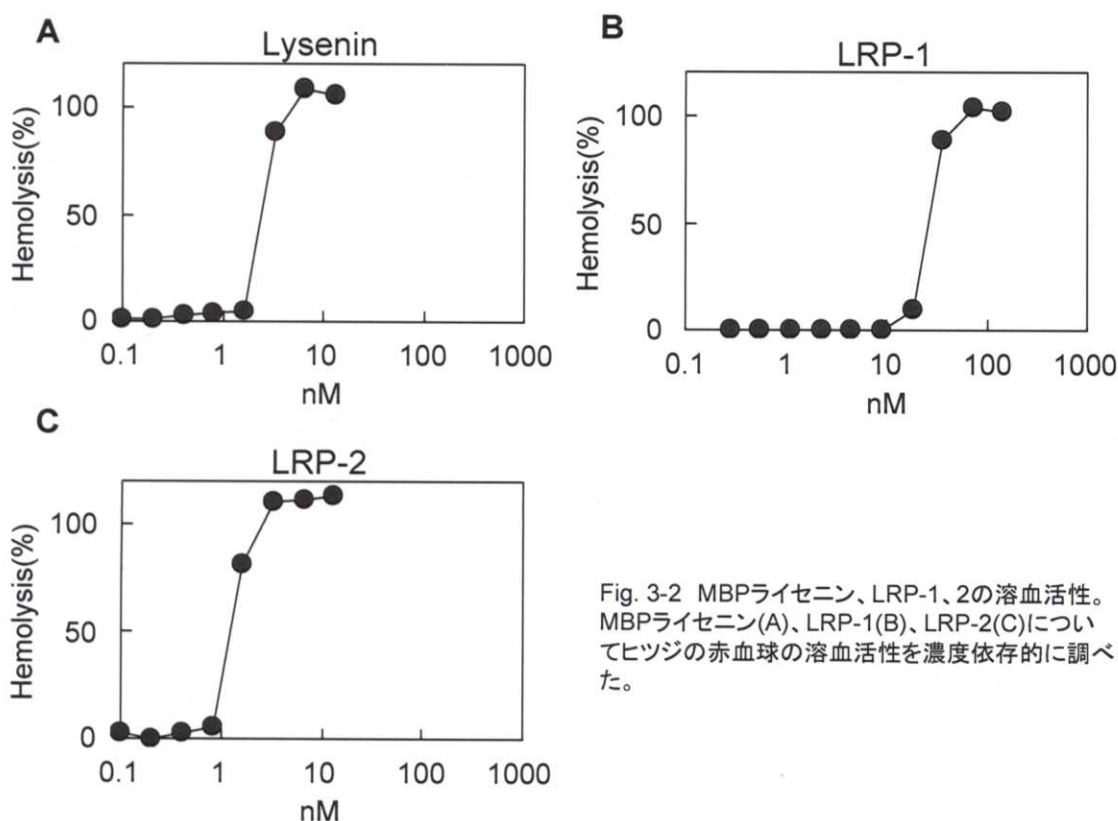 A
Lysenin
Hemolysis(%)
100
50
0
0.1 1 10 100 1000
nM
B
LRP-1
Hemolysis(%)
100
50
0
0.1 1 10 100 1000
nM
C
LRP-2
Hemolysis(%)
100
50
0
0.1 1 10 100 1000
nM
Fig. 3-2 MBPライセニン、LRP-1、2の溶血活性。
MBPライセニン(A)、LRP-1(B)、LRP-2(C)につい
てヒツジの赤血球の溶血活性を濃度依存的に調べ
た。